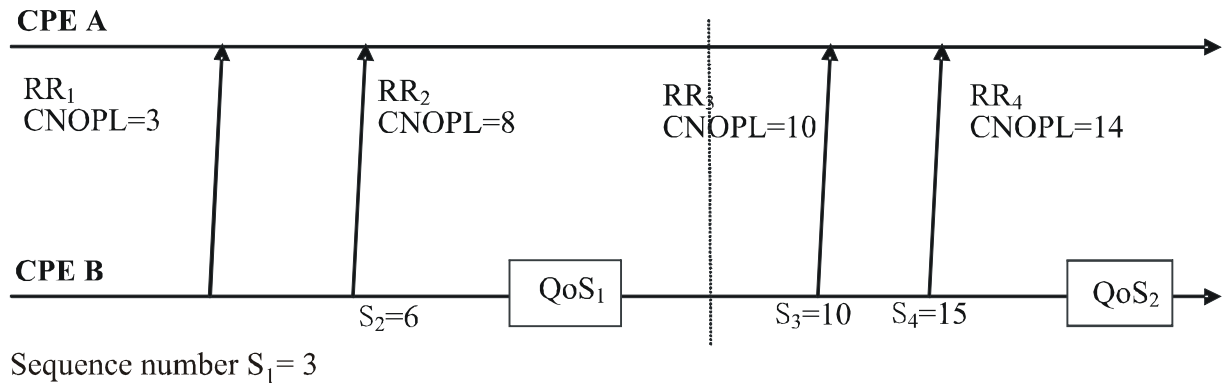 CPE A
RR₁
CNOPL=3
RR₂
CNOPL=8
RR₃
CNOPL=10
RR₄
CNOPL=14
CPE B
QoS₁
QoS₂
S₂=6
S₃=10
S₄=15
Sequence number S₁= 3